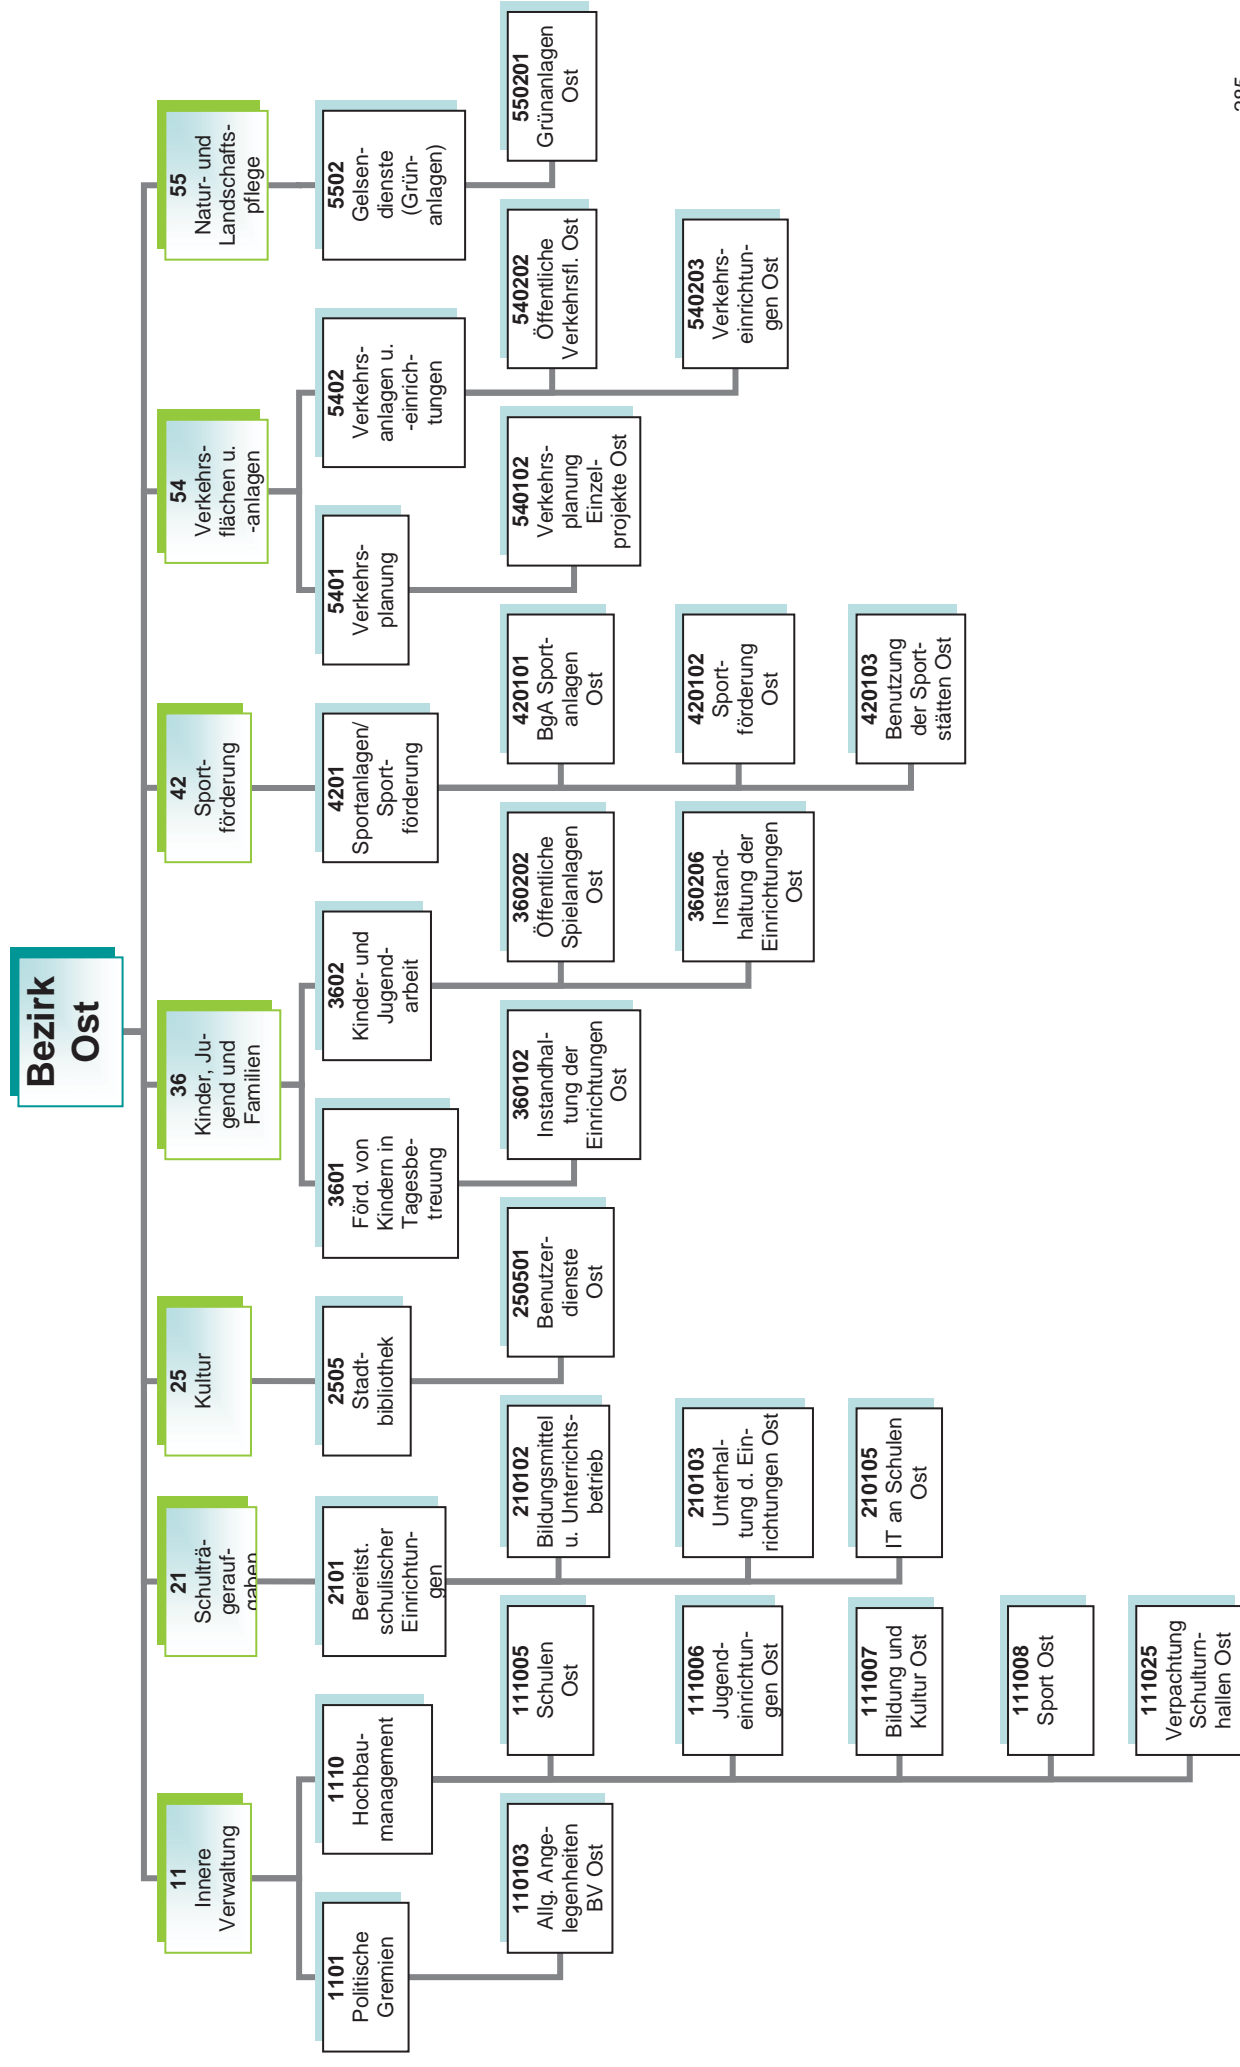 Bezirk
Ost
11
Innere
Verwaltung
21
Schulträ-
gerauf-
gaben
25
Kultur
36
Kinder, Ju-
gend und
Familien
42
Sport-
förderung
54
Verkehrs-
flächen u.
-anlagen
55
Natur- und
Landschafts-
pflege
1101
Politische
Gremien
1110
Hochbau-
management
2101
Bereitst.
schulischer
Einrichtun-
gen
2505
Stadt-
bibliothek
3601
Förd. von
Kindern in
Tagesbe-
treuung
3602
Kinder- und
Jugend-
arbeit
4201
Sportanlagen/
Sport-
förderung
5401
Verkehrs-
planung
5402
Verkehrs-
anlagen u.
-einrich-
tungen
5502
Gelsen-
dienste
(Grün-
anlagen)
110103
Allg. Ange-
legenheiten
BV Ost
111005
Schulen
Ost
210102
Bildungsmittel
u. Unterrichts-
betrieb
250501
Benutzer-
dienste
Ost
360102
Instandhal-
tung der
Einrichtungen
Ost
360202
Öffentliche
Spielanlagen
Ost
420101
BgA Sport-
anlagen
Ost
540102
Verkehrs-
planung
Einzel-
projekte Ost
540202
Öffentliche
Verkehrsfl. Ost
550201
Grünanlagen
Ost
111006
Jugend-
einrichtun-
gen Ost
210103
Unterhal-
tung d. Ein-
richtungen Ost
360206
Instand-
haltung der
Einrichtungen
Ost
420102
Sport-
förderung
Ost
540203
Verkehrs-
einrichtun-
gen Ost
111007
Bildung und
Kultur Ost
210105
IT an Schulen
Ost
420103
Benutzung
der Sport-
stätten Ost
111008
Sport Ost
111025
Verpachtung
Schulturn-
hallen Ost